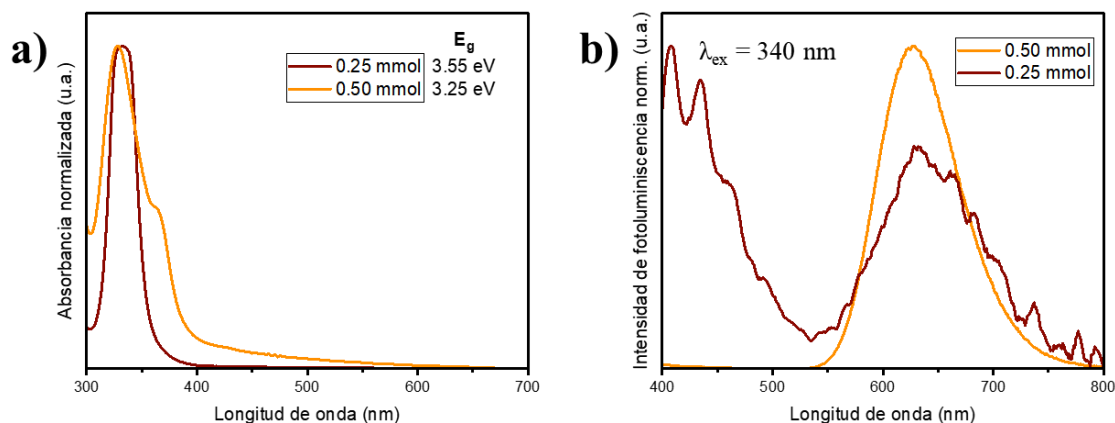 a)
E_g
0.25 mmol 3.55 eV
0.50 mmol 3.25 eV
Absorbancia normalizada (u.a.)
300 400 500 600 700
Longitud de onda (nm)
b)
λ_ex = 340 nm
0.50 mmol
0.25 mmol
Intensidad de fotoluminiscencia norm. (u.a.)
400 500 600 700 800
Longitud de onda (nm)